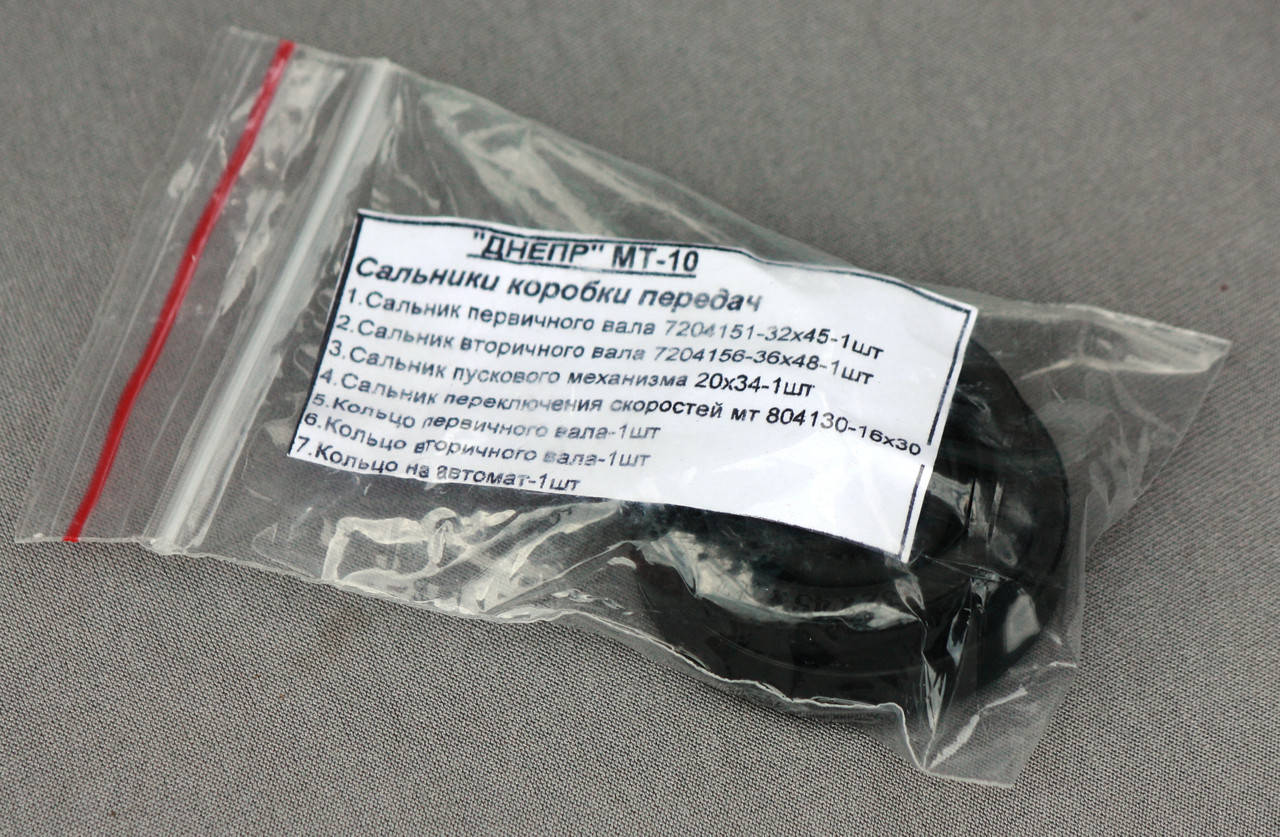 "ДНЕПР" МТ-10
Сальники коробки передач
1.Сальник первичного вала 7204151-32х45-1шт
2.Сальник вторичного вала 7204156-36х48-1шт
3.Сальник пускового механизма 20х34-1шт
4.Сальник переключения скоростей мт 804130-16х30
5.Кольцо первичного вала-1шт
6.Кольцо вторичного вала-1шт
7.Кольцо на автомат-1шт